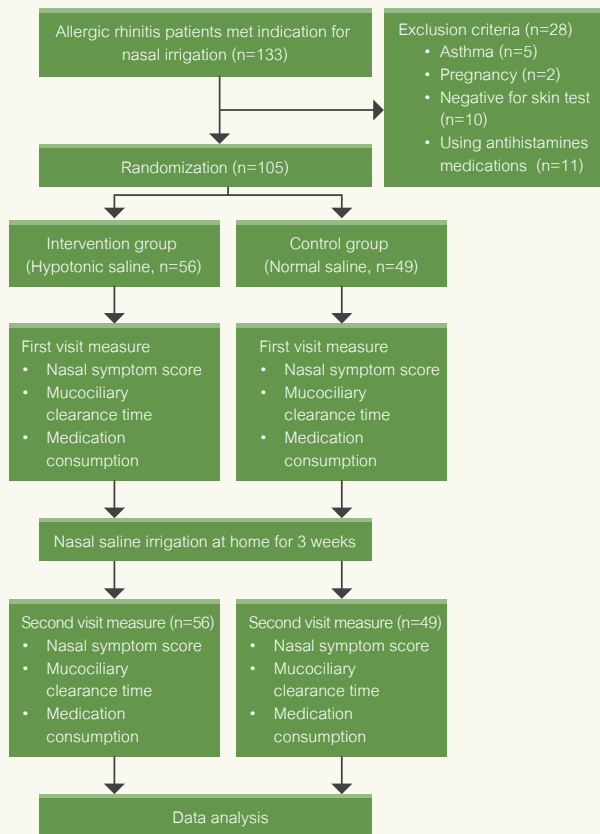 Allergic rhinitis patients met indication for
nasal irrigation (n=133)
Exclusion criteria (n=28)
• Asthma (n=5)
• Pregnancy (n=2)
• Negative for skin test
(n=10)
• Using antihistamines
medications (n=11)
Randomization (n=105)
Intervention group
(Hypotonic saline, n=56)
Control group
(Normal saline, n=49)
First visit measure
• Nasal symptom score
• Mucociliary
clearance time
• Medication
consumption
First visit measure
• Nasal symptom score
• Mucociliary
clearance time
• Medication
consumption
Nasal saline irrigation at home for 3 weeks
Second visit measure (n=56)
• Nasal symptom score
• Mucociliary
clearance time
• Medication
consumption
Second visit measure (n=49)
• Nasal symptom score
• Mucociliary
clearance time
• Medication
consumption
Data analysis